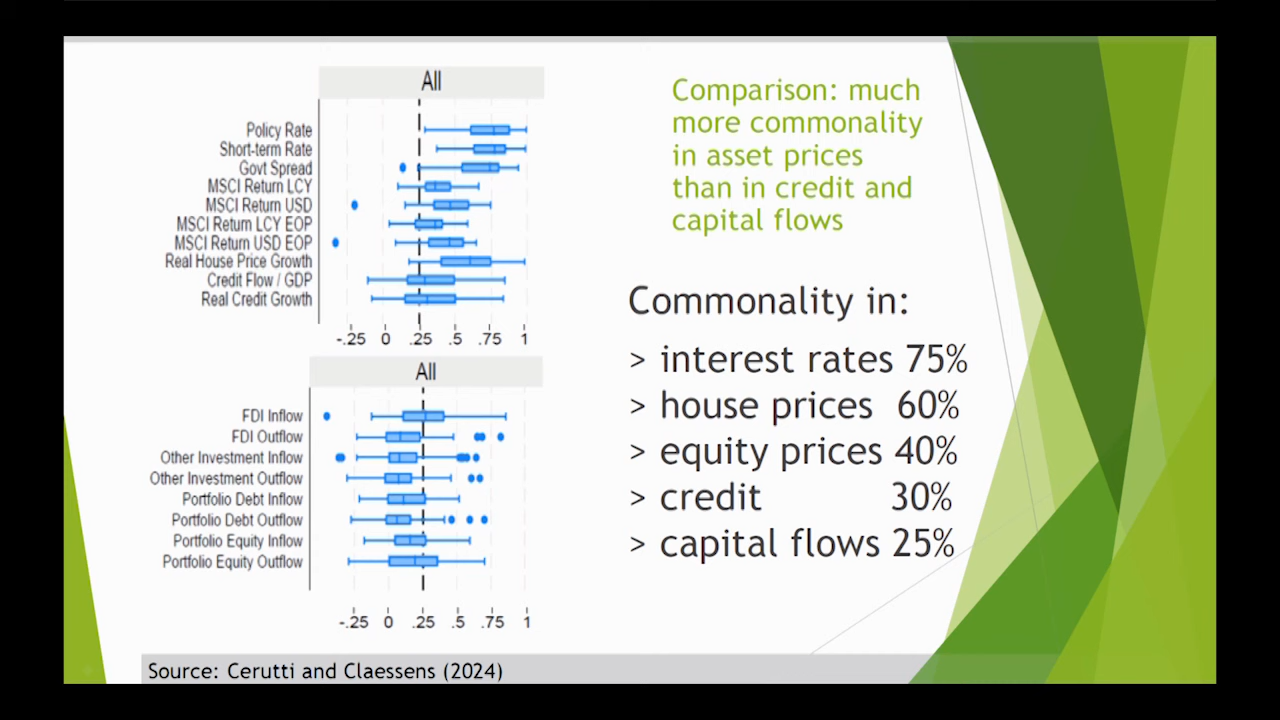 All
Policy Rate
Short-term Rate
Govt Spread
MSCI Return LCY
MSCI Return USD
MSCI Return LCY EOP
MSCI Return USD EOP
Real House Price Growth
Credit Flow / GDP
Real Credit Growth
-.25 0 .25 .5 .75 1
All
FDI Inflow
FDI Outflow
Other Investment Inflow
Other Investment Outflow
Portfolio Debt Inflow
Portfolio Debt Outflow
Portfolio Equity Inflow
Portfolio Equity Outflow
-.25 0 .25 .5 .75 1
Comparison: much
more commonality
in asset prices
than in credit and
capital flows
Commonality in:
> interest rates 75%
> house prices 60%
> equity prices 40%
> credit 30%
> capital flows 25%
Source: Cerutti and Claessens (2024)